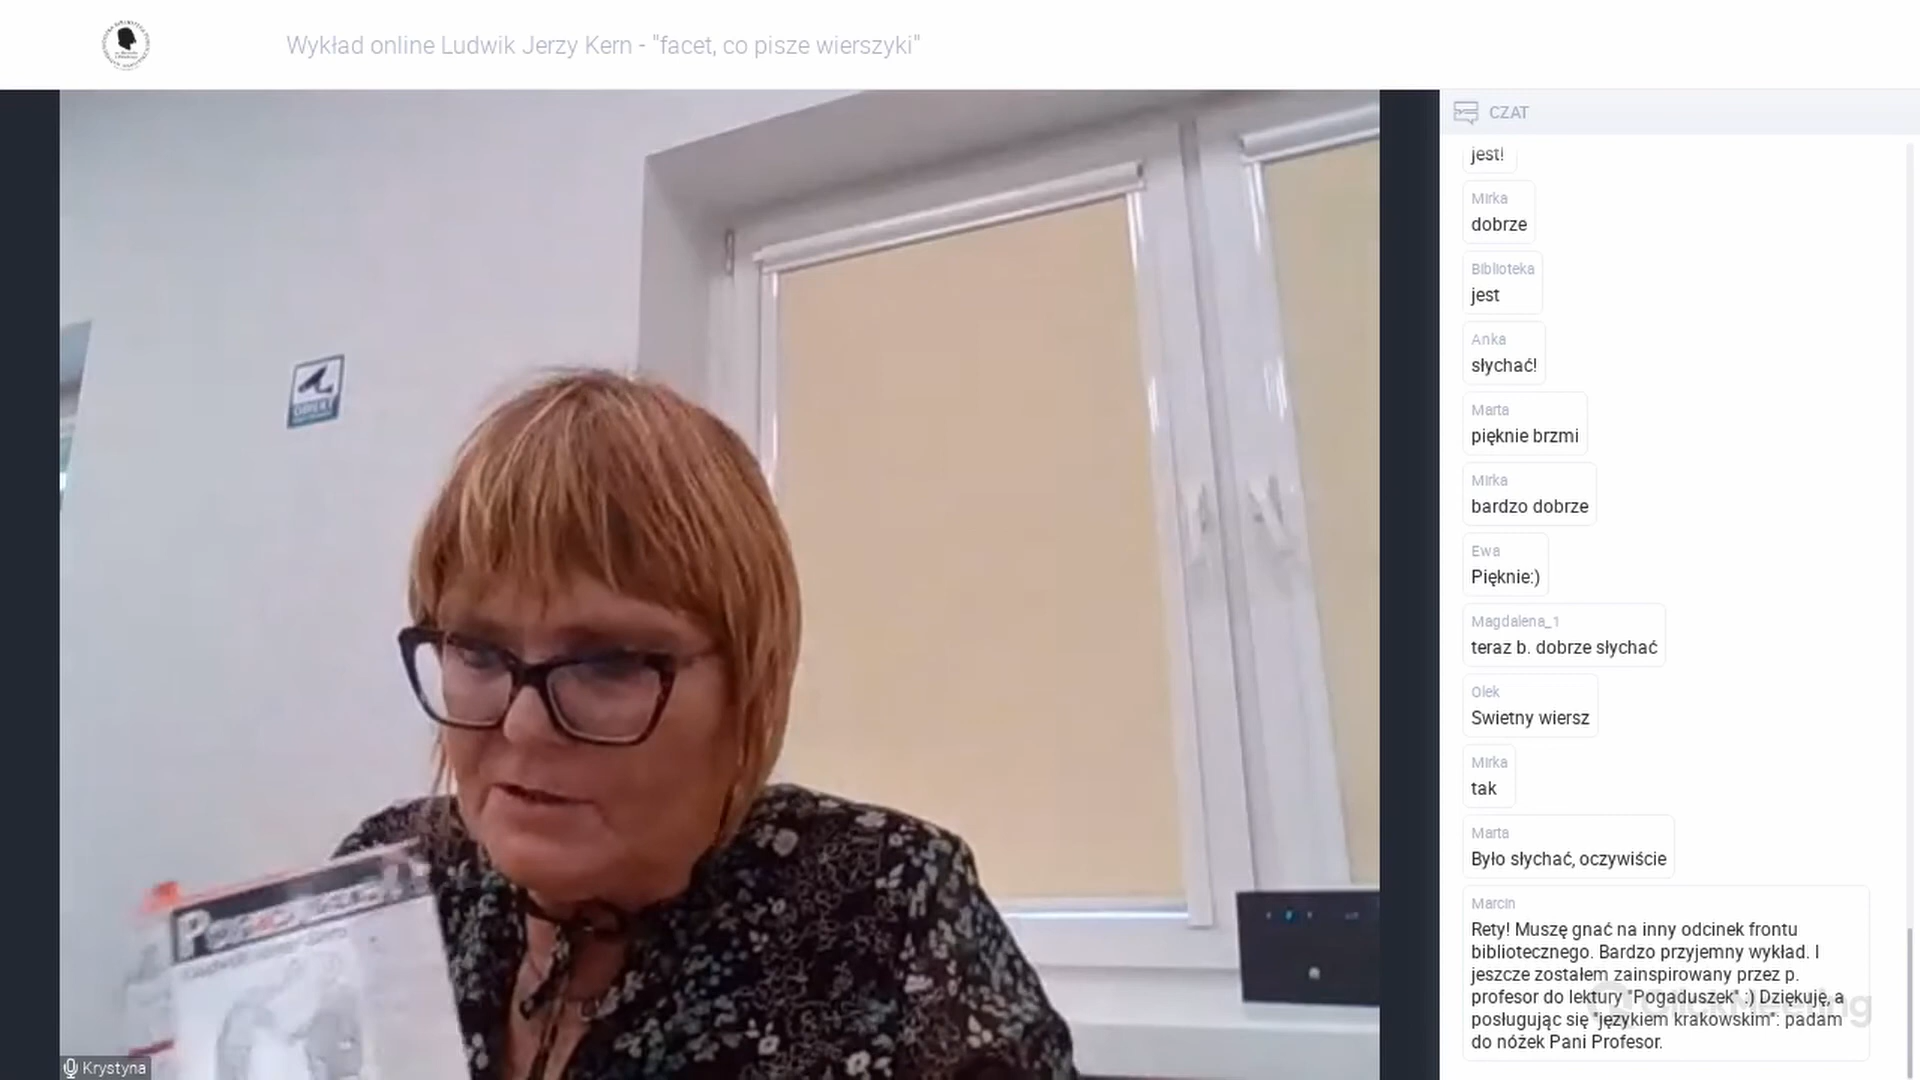 Wykład online Ludwik Jerzy Kern - "facet, co pisze wierszyki"
CZAT
jest!
Mirka
dobrze
Biblioteka
jest
Anka
słychać!
Marta
pięknie brzmi
Mirka
bardzo dobrze
Ewa
Pięknie:)
Magdalena_1
teraz b. dobrze słychać
Olek
Swietny wiersz
Mirka
tak
Marta
Było słychać, oczywiście
Marcin
Rety! Muszę gnać na inny odcinek frontu
bibliotecznego. Bardzo przyjemny wykład. I
jeszcze zostałem zainspirowany przez p.
profesor do lektury "Pogaduszek" :) Dziękuję, a
posługując się "językiem krakowskim": padam
do nóżek Pani Profesor.
ClickMeeting
OBIEKT
Krystyna